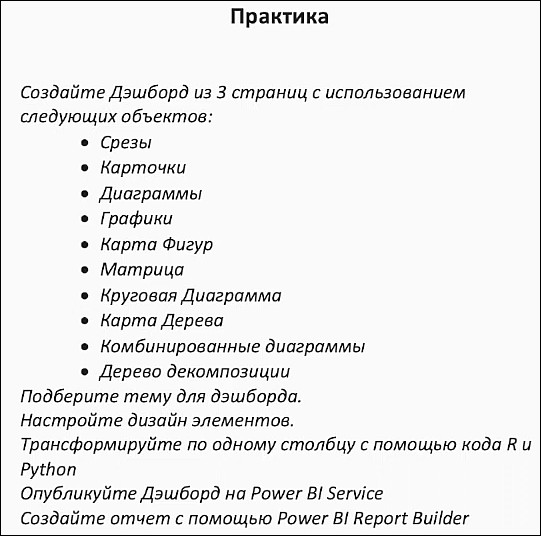 Практика
Создайте Дэшборд из 3 страниц с использованием
следующих объектов:
• Срезы
• Карточки
• Диаграммы
• Графики
• Карта Фигур
• Матрица
• Круговая Диаграмма
• Карта Дерева
• Комбинированные диаграммы
• Дерево декомпозиции
Подберите тему для дэшборда.
Настройте дизайн элементов.
Трансформируйте по одному столбцу с помощью кода R и
Python
Опубликуйте Дэшборд на Power BI Service
Создайте отчет с помощью Power BI Report Builder